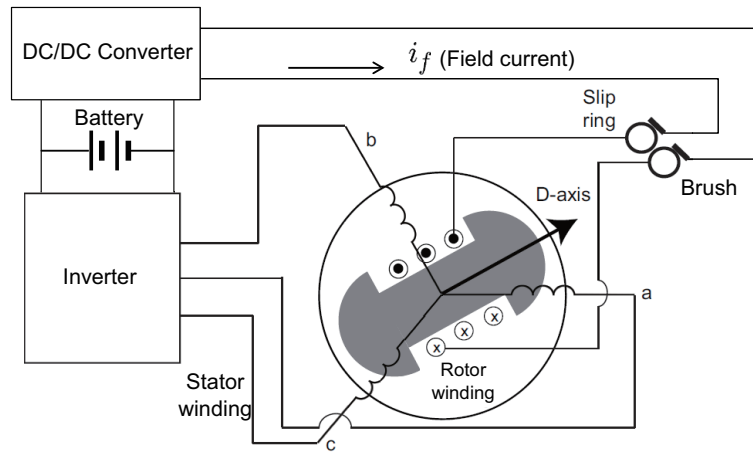 DC/DC Converter
i_f (Field current)
Battery
Slip
ring
b
D-axis
Brush
Inverter
a
x
x
x
Rotor
winding
Stator
winding
c